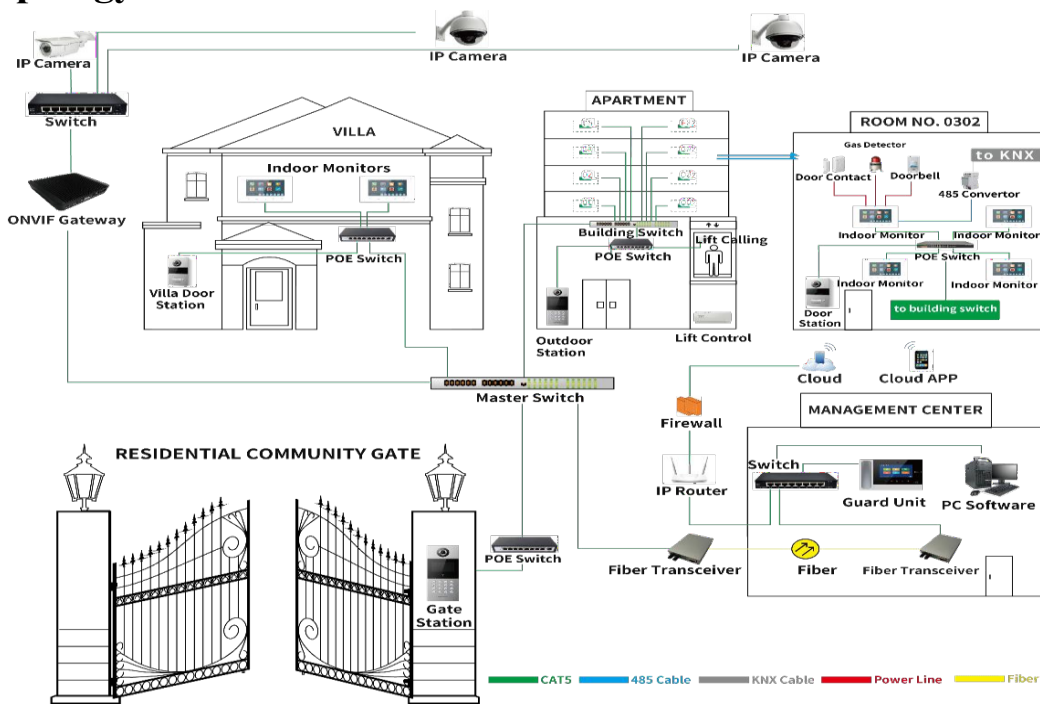 IP Camera
IP Camera
IP Camera
Switch
ONVIF Gateway
VILLA
Indoor Monitors
POE Switch
Villa Door
Station
APARTMENT
Building Switch
POE Switch
Lift Calling
Outdoor
Station
Lift Control
ROOM NO. 0302
Gas Detector
to KNX
Door Contact
Doorbell
485 Convertor
Indoor Monitor
Indoor Monitor
POE Switch
Indoor Monitor
Indoor Monitor
Door
Station
to building switch
Master Switch
Cloud
Cloud APP
Firewall
MANAGEMENT CENTER
Switch
IP Router
Guard Unit
PC Software
RESIDENTIAL COMMUNITY GATE
POE Switch
Fiber Transceiver
Fiber
Fiber Transceiver
Gate
Station
CAT5
485 Cable
KNX Cable
Power Line
Fiber